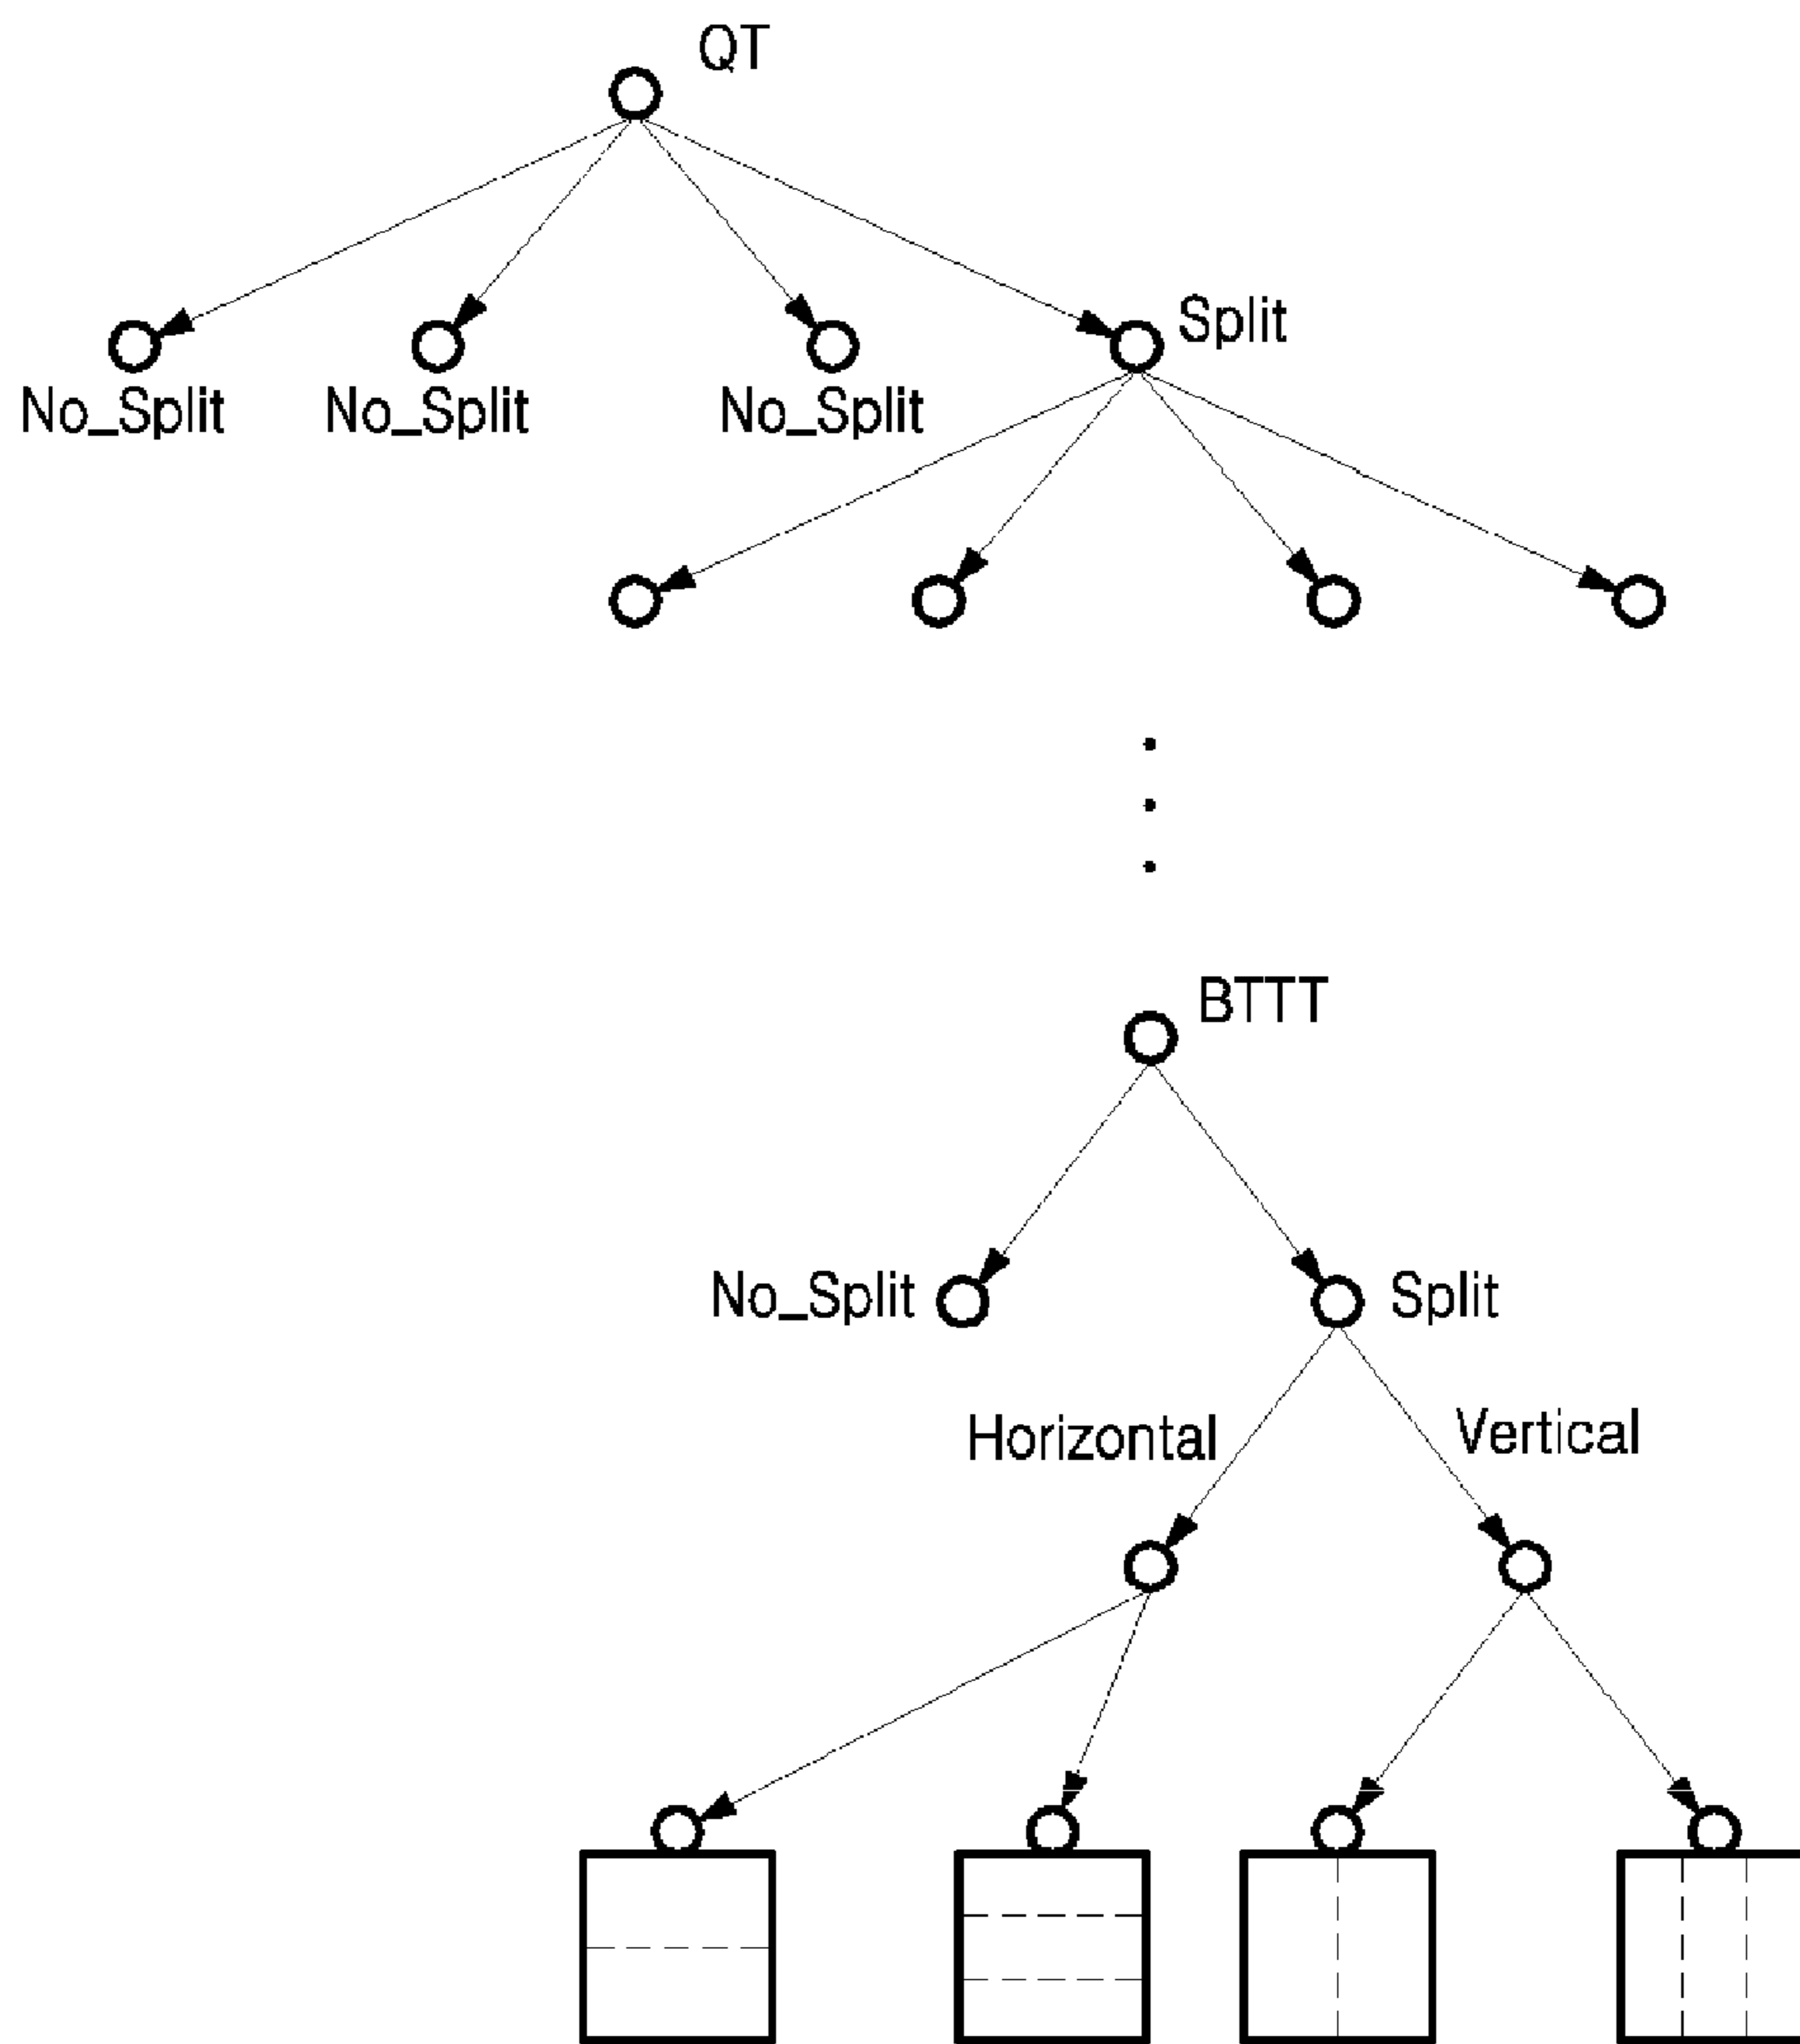 QT
Split
No_Split
No_Split
No_Split
BTTT
No_Split
Split
Horizontal
Vertical